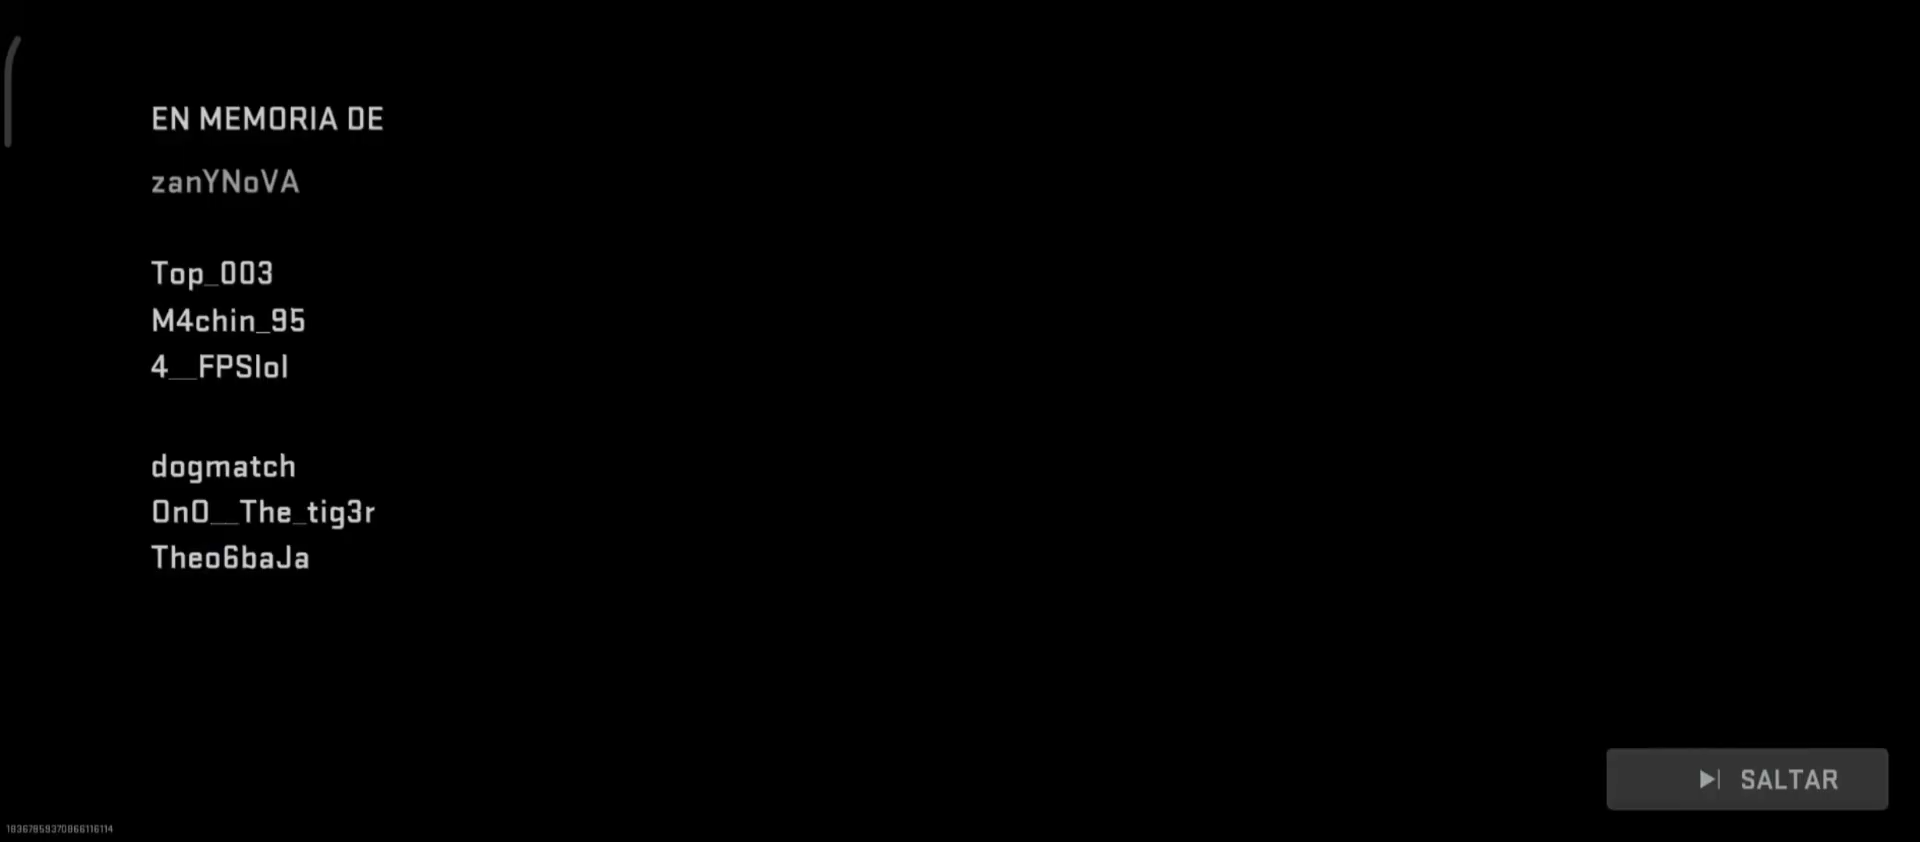 EN MEMORIA DE
zanYNoVA
Top_003
M4chin_95
4__FPSlol
dogmatch
OnO__The_tig3r
Theo6baJa
SALTAR